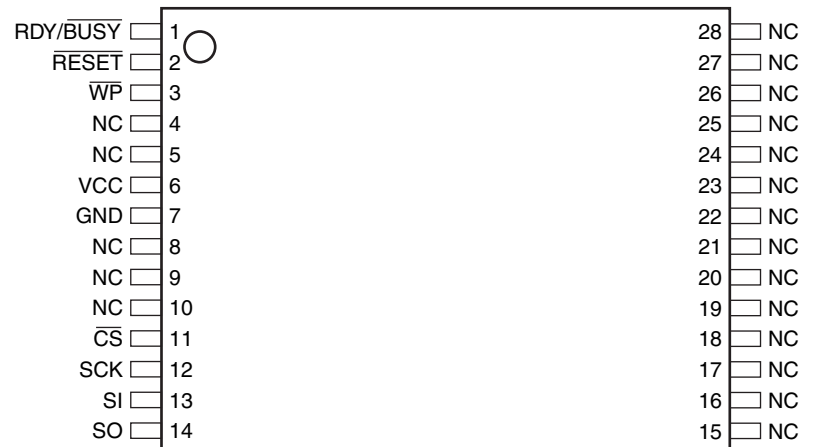 RDY/BUSY 1 28 NC
RESET 2 27 NC
WP 3 26 NC
NC 4 25 NC
NC 5 24 NC
VCC 6 23 NC
GND 7 22 NC
NC 8 21 NC
NC 9 20 NC
NC 10 19 NC
CS 11 18 NC
SCK 12 17 NC
SI 13 16 NC
SO 14 15 NC